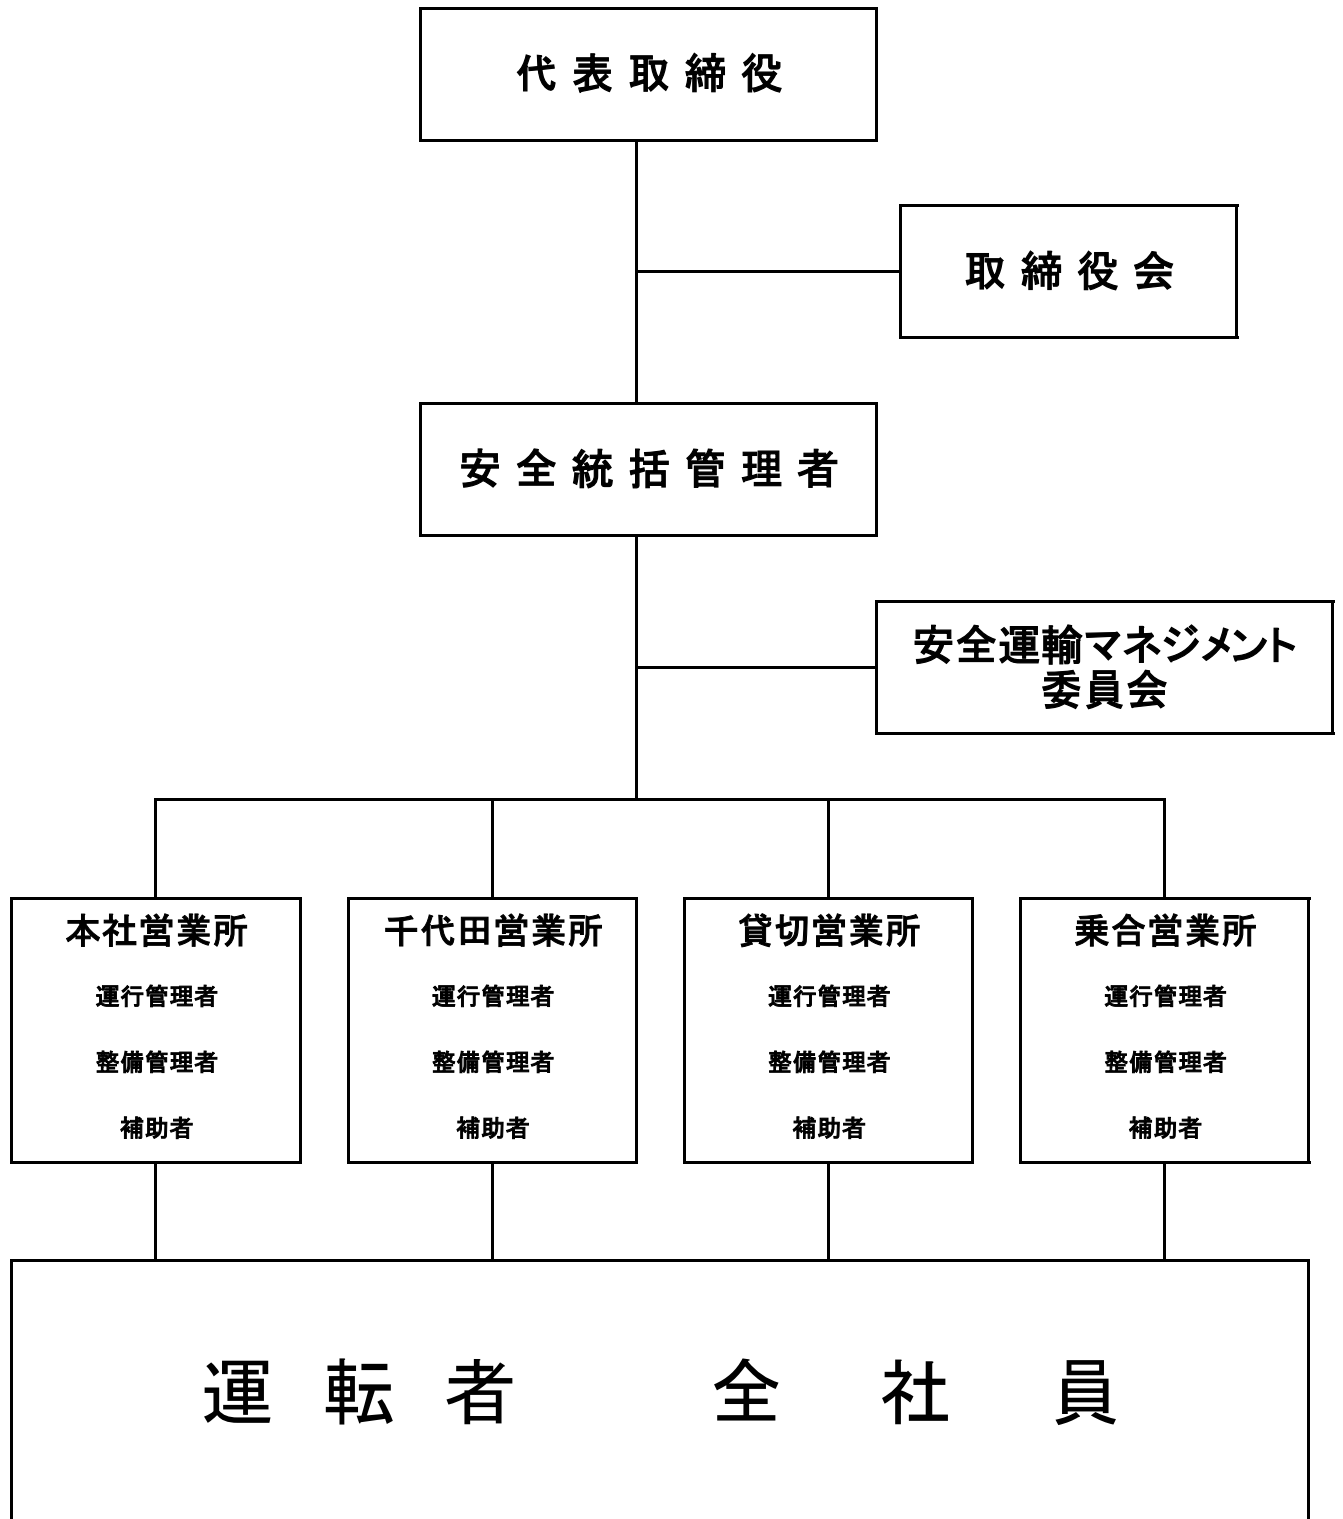 代表取締役
取締役会
安全統括管理者
安全運輸マネジメント
委員会
本社営業所
運行管理者
整備管理者
補助者
千代田営業所
運行管理者
整備管理者
補助者
貸切営業所
運行管理者
整備管理者
補助者
乗合営業所
運行管理者
整備管理者
補助者
運転者 全社員